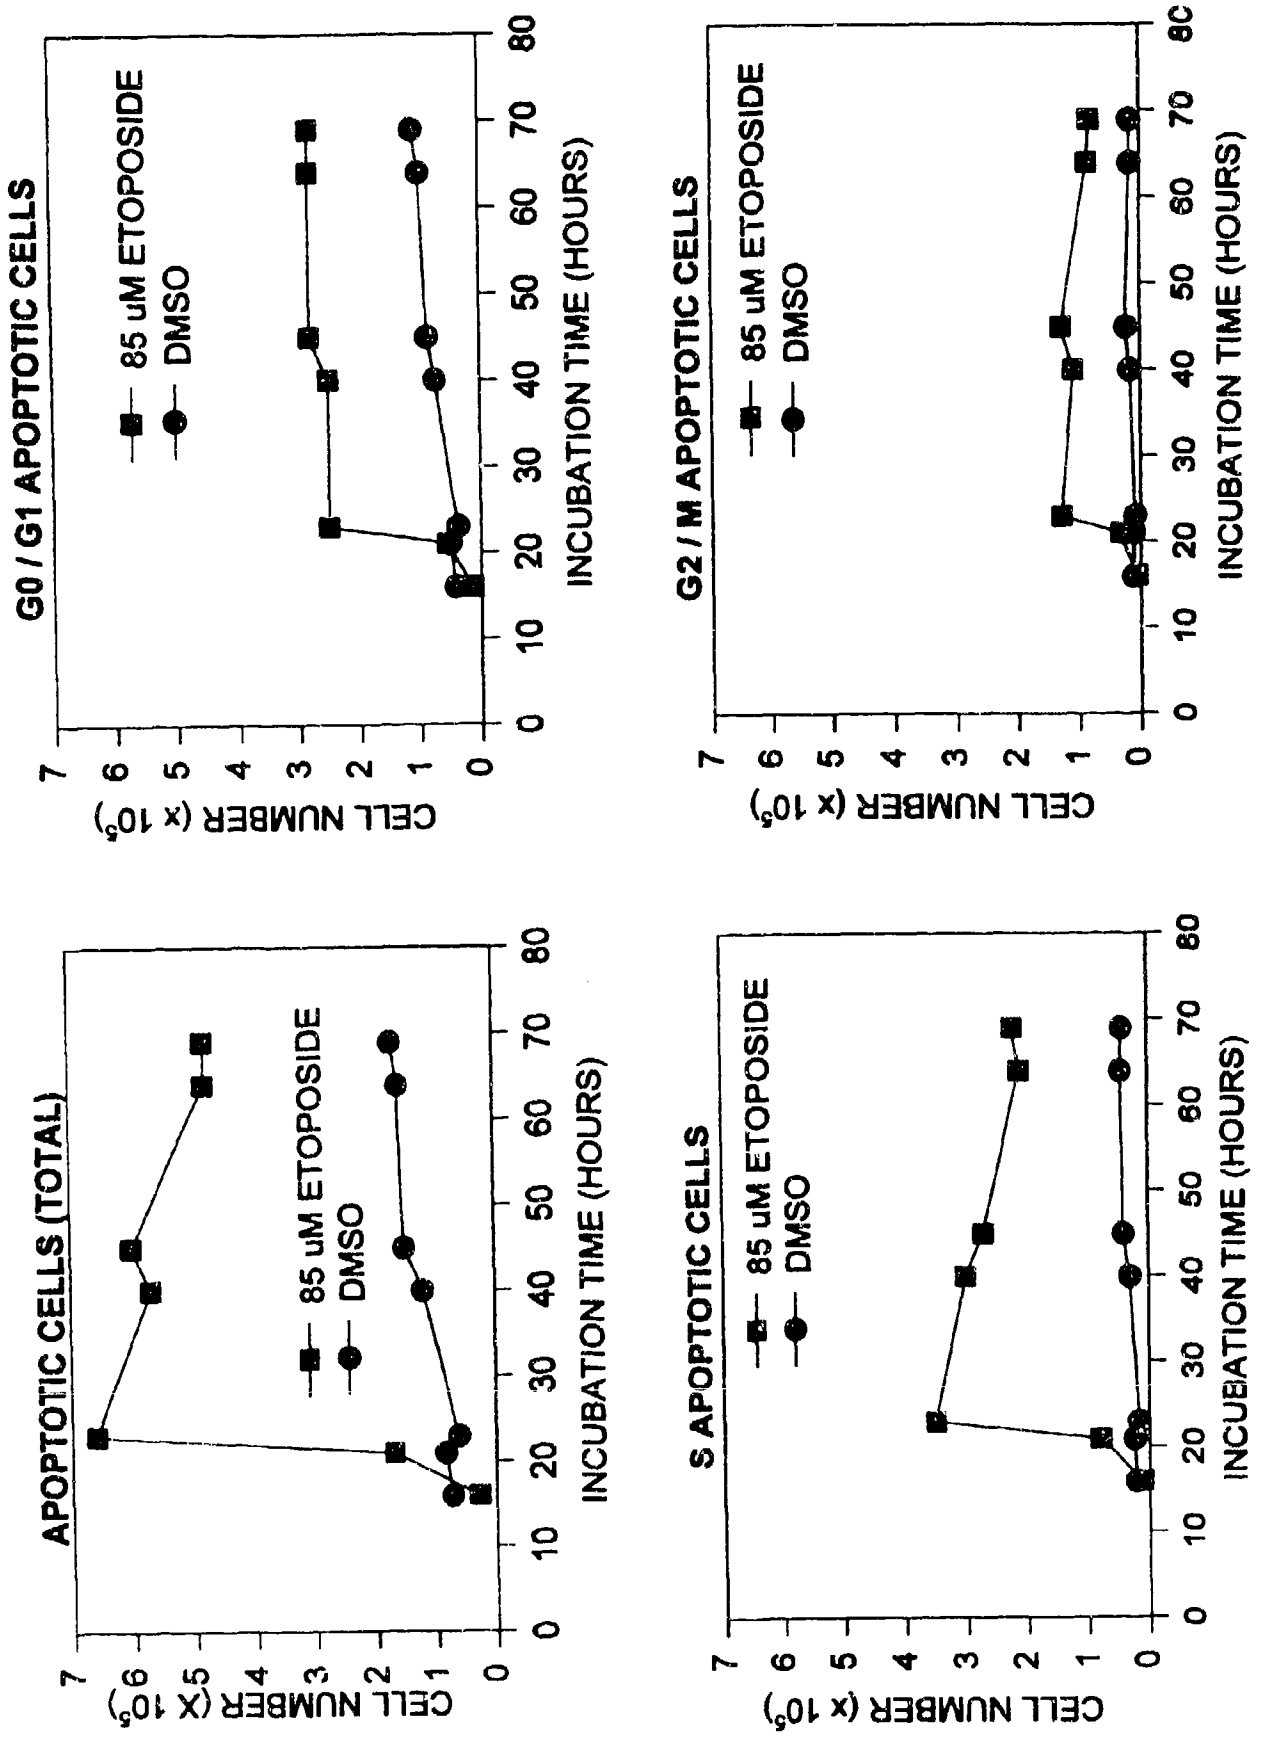 APOPTOTIC CELLS (TOTAL)
CELL NUMBER (X 10⁵)
7
6
5
4
3
2
1
0
85 uM ETOPOSIDE
DMSO
0 10 20 30 40 50 60 70 80
INCUBATION TIME (HOURS)
G0 / G1 APOPTOTIC CELLS
CELL NUMBER (x 10⁵)
7
6
5
4
3
2
1
0
85 uM ETOPOSIDE
DMSO
0 10 20 30 40 50 60 70 80
INCUBATION TIME (HOURS)
S APOPTOTIC CELLS
CELL NUMBER (x 10⁵)
7
6
5
4
3
2
1
0
85 uM ETOPOSIDE
DMSO
0 10 20 30 40 50 60 70 80
INCUBATION TIME (HOURS)
G2 / M APOPTOTIC CELLS
CELL NUMBER (x 10⁵)
7
6
5
4
3
2
1
0
85 uM ETOPOSIDE
DMSO
0 10 20 30 40 50 60 70 80
INCUBATION TIME (HOURS)